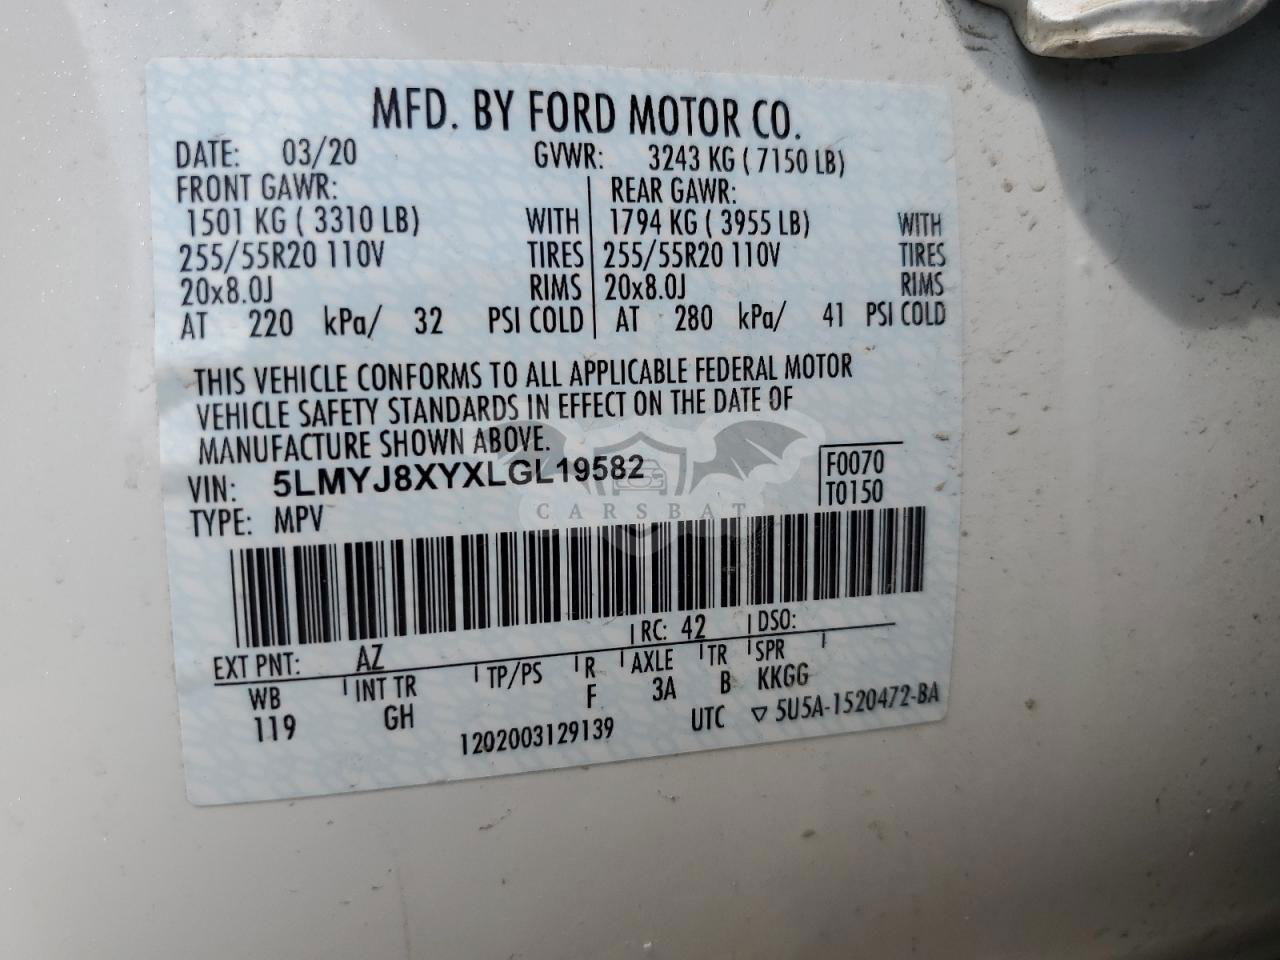 MFD. BY FORD MOTOR CO.
DATE: 03/20 GVWR: 3243 KG ( 7150 LB)
FRONT GAWR: REAR GAWR:
1501 KG ( 3310 LB) WITH 1794 KG ( 3955 LB) WITH
255/55R20 110V TIRES 255/55R20 110V TIRES
20x8.0J RIMS 20x8.0J RIMS
AT 220 kPa/ 32 PSI COLD AT 280 kPa/ 41 PSI COLD
THIS VEHICLE CONFORMS TO ALL APPLICABLE FEDERAL MOTOR
VEHICLE SAFETY STANDARDS IN EFFECT ON THE DATE OF
MANUFACTURE SHOWN ABOVE.
VIN: 5LMYJ8XYXLGL19582 F0070
TYPE: MPV T0150
CARSBAT
RC: 42 DSO:
EXT PNT: AZ
WB INT TR TP/PS R AXLE TR SPR
119 GH F 3A B KKGG
1202003129139 UTC ▽ 5U5A-1520472-BA